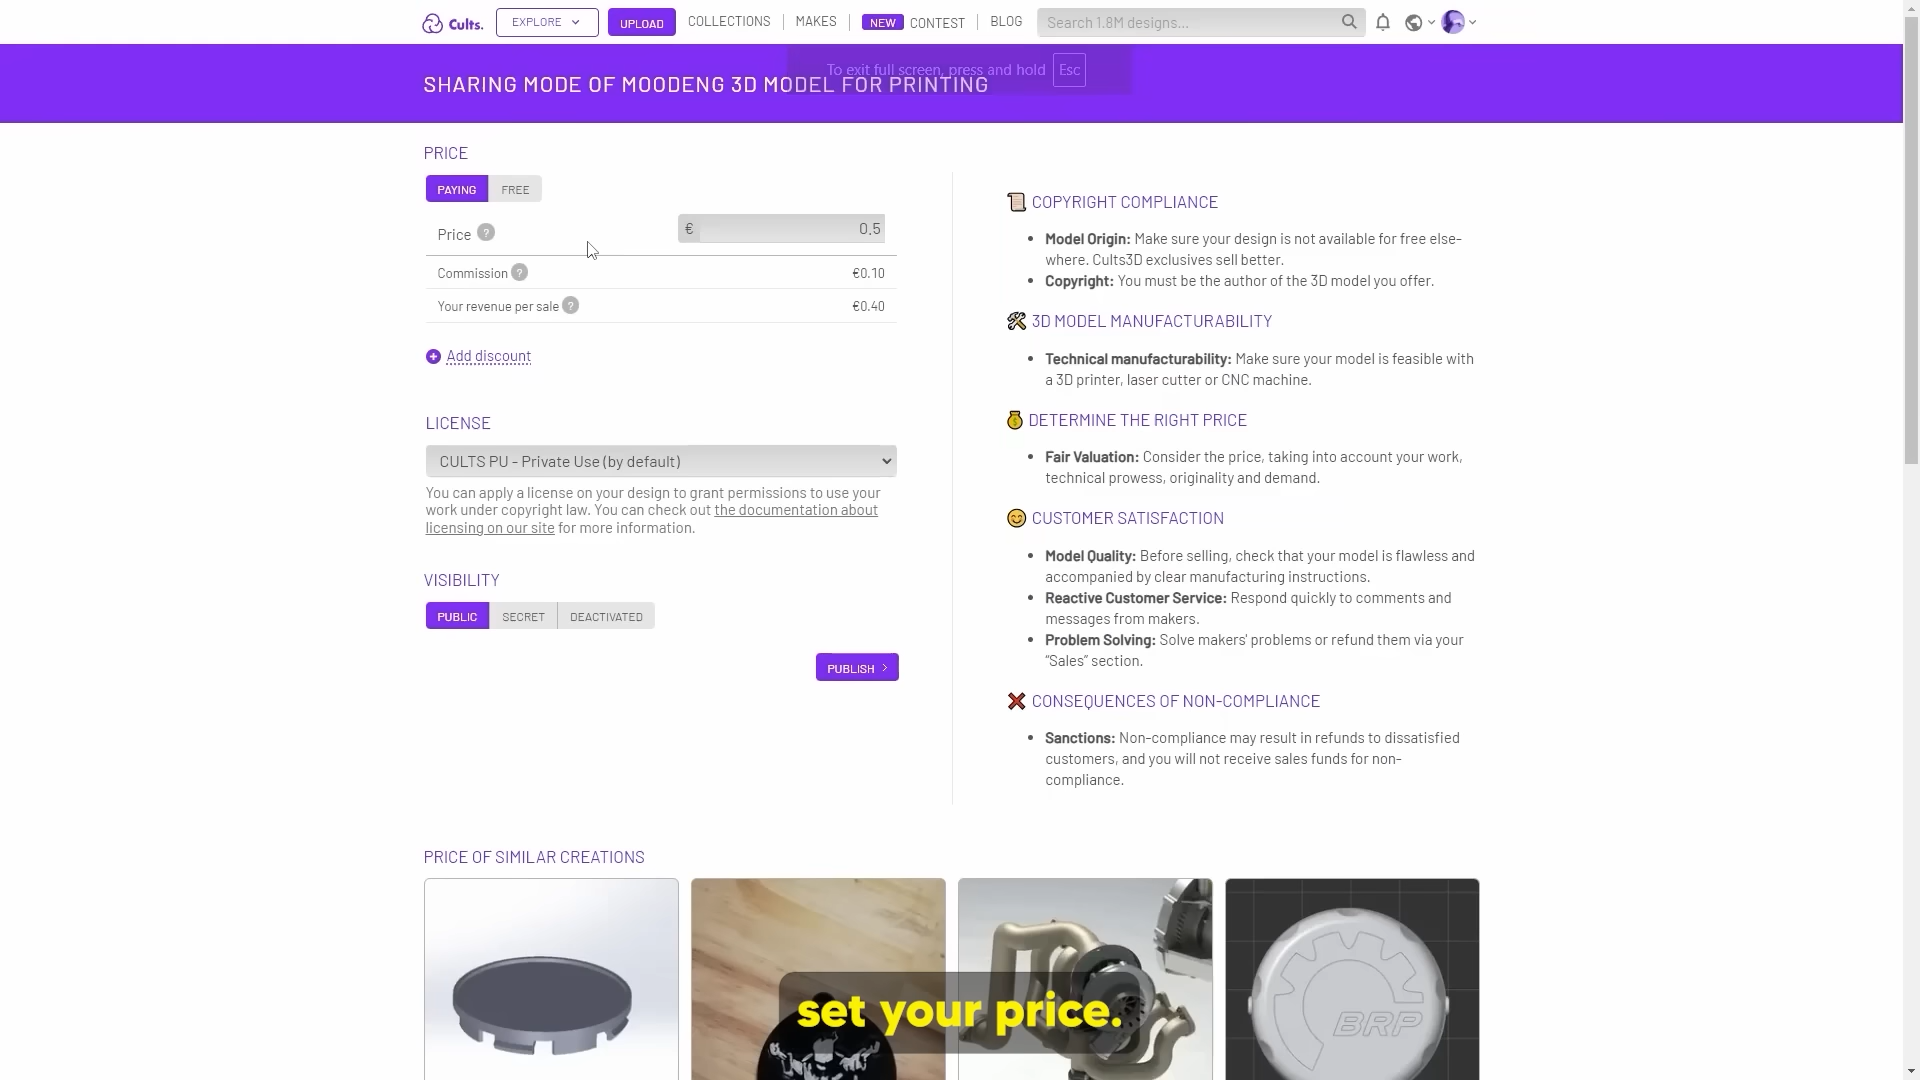 Cults.
EXPLORE
UPLOAD
COLLECTIONS
MAKES
NEW CONTEST
BLOG
Search 1.8M designs...
To exit full screen, press and hold Esc
SHARING MODE OF MOODENG 3D MODEL FOR PRINTING
PRICE
PAYING FREE
Price ? € 0.5
Commission ? €0.10
Your revenue per sale ? €0.40
Add discount
LICENSE
CULTS PU - Private Use (by default)
You can apply a license on your design to grant permissions to use your
work under copyright law. You can check out the documentation about
licensing on our site for more information.
VISIBILITY
PUBLIC SECRET DEACTIVATED
PUBLISH
COPYRIGHT COMPLIANCE
Model Origin: Make sure your design is not available for free else-
where. Cults3D exclusives sell better.
Copyright: You must be the author of the 3D model you offer.
3D MODEL MANUFACTURABILITY
Technical manufacturability: Make sure your model is feasible with
a 3D printer, laser cutter or CNC machine.
DETERMINE THE RIGHT PRICE
Fair Valuation: Consider the price, taking into account your work,
technical prowess, originality and demand.
CUSTOMER SATISFACTION
Model Quality: Before selling, check that your model is flawless and
accompanied by clear manufacturing instructions.
Reactive Customer Service: Respond quickly to comments and
messages from makers.
Problem Solving: Solve makers' problems or refund them via your
“Sales” section.
CONSEQUENCES OF NON-COMPLIANCE
Sanctions: Non-compliance may result in refunds to dissatisfied
customers, and you will not receive sales funds for non-
compliance.
PRICE OF SIMILAR CREATIONS
BRP
set your price.